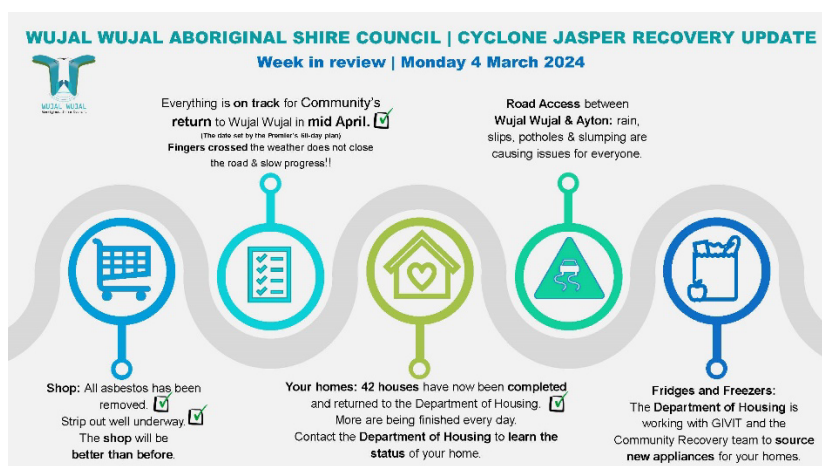 WUJAL WUJAL ABORIGINAL SHIRE COUNCIL | CYCLONE JASPER RECOVERY UPDATE
Week in review | Monday 4 March 2024
WUJAL WUJAL
Everything is on track for Community's
return to Wujal Wujal in mid April.
(The date set by the Premier's 60-day plan)
Fingers crossed the weather does not close
the road & slow progress!!
Road Access between
Wujal Wujal & Ayton: rain,
slips, potholes & slumping are
causing issues for everyone.
Shop: All asbestos has been
removed.
Strip out well underway.
The shop will be
better than before.
Your homes: 42 houses have now been completed
and returned to the Department of Housing.
More are being finished every day.
Contact the Department of Housing to learn the
status of your home.
Fridges and Freezers:
The Department of Housing is
working with GIVIT and the
Community Recovery team to source
new appliances for your homes.